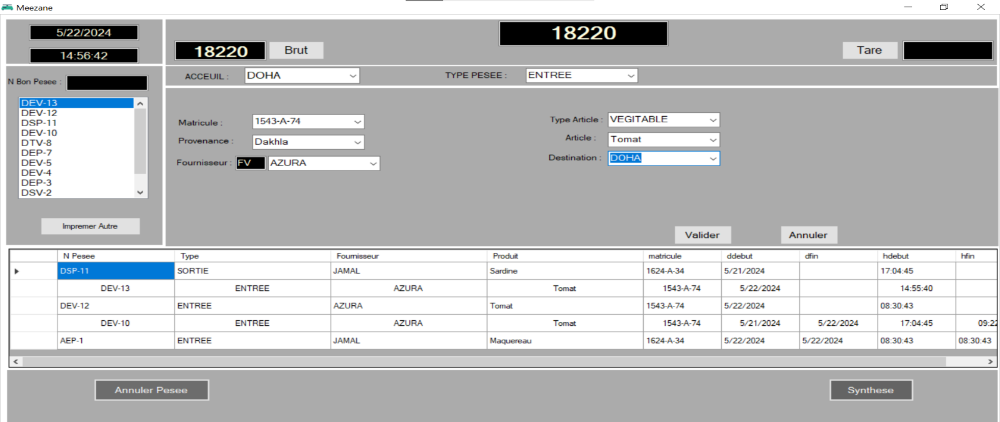 Meezane
5/22/2024
14:56:42
18220
18220 Brut
Tare
N Bon Pesee :
ACCEUIL : DOHA
TYPE PESEE : ENTREE
DEV-13
DEV-12
DSP-11
DEV-10
DTV-8
DEP-7
DEV-5
DEV-4
DEP-3
DSV-2
Impremer Autre
Matricule : 1543-A-74
Provenance : Dakhla
Fournisseur : FV AZURA
Type Article : VEGITABLE
Article : Tomat
Destination : DOHA
Valider Annuler
N Pesee Type Fournisseur Produit matricule ddebut dfin hdebut hfin
DSP-11 SORTIE JAMAL Sardine 1624-A-34 5/21/2024 17:04:45
DEV-13 ENTREE AZURA Tomat 1543-A-74 5/22/2024 14:55:40
DEV-12 ENTREE AZURA Tomat 1543-A-74 5/22/2024 08:30:43
DEV-10 ENTREE AZURA Tomat 1543-A-74 5/21/2024 5/22/2024 17:04:45 09:22
AEP-1 ENTREE JAMAL Maquereau 1624-A-34 5/22/2024 5/22/2024 08:30:43 08:30:43
Annuler Pesee Synthese